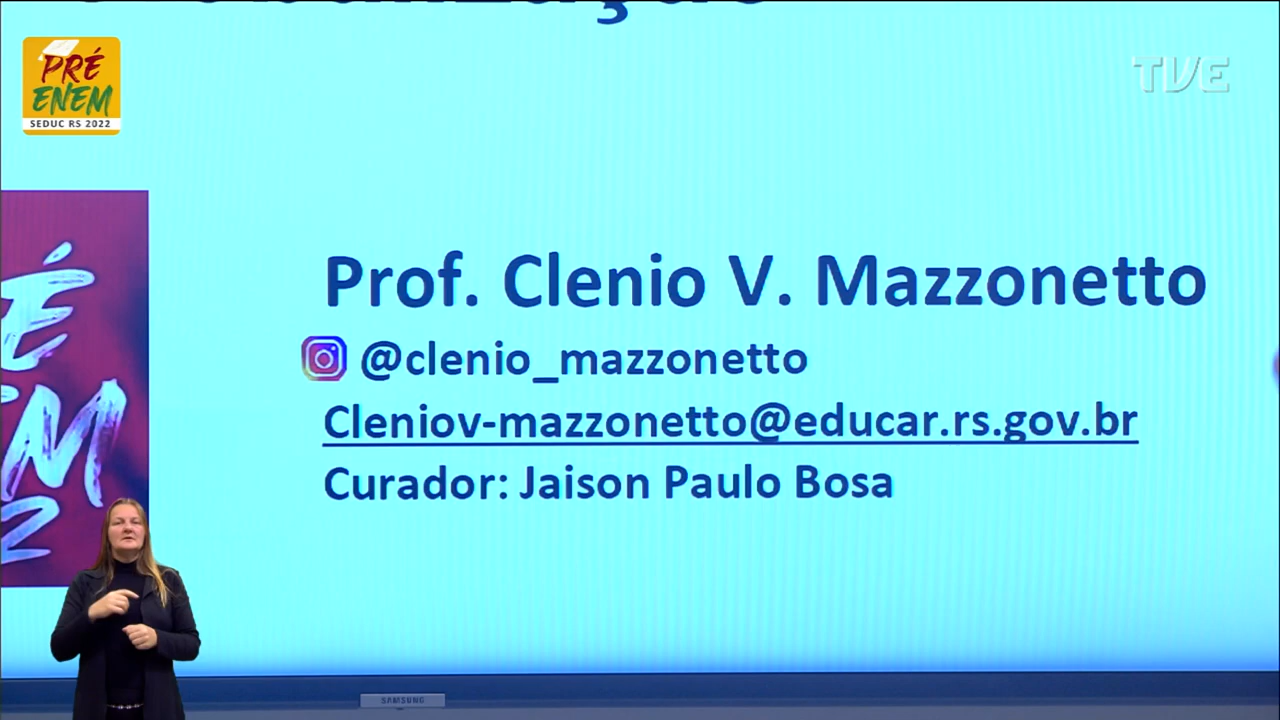 PRÉ
ENEM
SEDUC RS 2022
TVE
Prof. Clenio V. Mazzonetto
@clenio_mazzonetto
Cleniov-mazzonetto@educar.rs.gov.br
Curador: Jaison Paulo Bosa
SAMSUNG